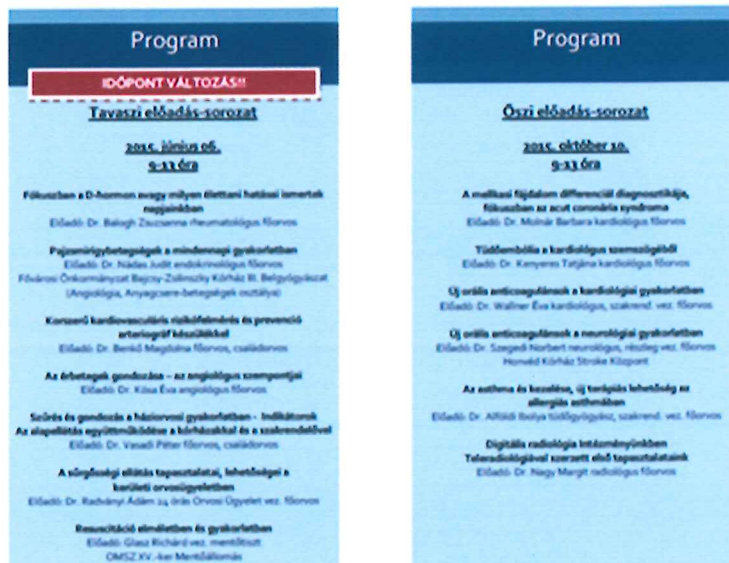 Program
IDŐPONT VÁLTOZÁS!!
Tavaszi előadás-sorozat
2015. június 06.
9-13 óra
Fókuszban a D-hormon avagy milyen élettani hatásai ismertek
napjainkban
Előadó: Dr. Balogh Zsuzsanna rheumatológus főorvos
Pajzsmirigybetegségek a mindennapi gyakorlatban
Előadó: Dr. Nádas Judit endokrinológus főorvos
Fővárosi Önkormányzat Bajcsy-Zsilinszky Kórház III. Belgyógyászat
(Angiológia, Anyagcsere-betegségek osztálya)
Korszerű kardiovasculáris rizikófelmérés és prevenció
arteriográf készülékkel
Előadó: Dr. Benkő Magdolna főorvos, családorvos
Az érbetegek gondozása – az angiológus szempontjai
Előadó: Dr. Kósa Éva angiológus főorvos
Szűrés és gondozás a háziorvosi gyakorlatban - Indikátorok
Az alapellátás együttműködése a kórházakkal és a szakrendelővel
Előadó: Dr. Vasadi Péter főorvos, családorvos
A sürgősségi ellátás tapasztalatai, lehetőségei a
kerületi orvosügyeletben
Előadó: Dr. Radványi Ádám 24 órás Orvosi Ügyelet vez. főorvos
Resuscitáció elméletben és gyakorlatban
Előadó: Glasz Richárd vez. mentőtiszt
OMSZ XV. -ker Mentőállomás
Program
Őszi előadás-sorozat
2015. október 10.
9-13 óra
A mellkasi fájdalom differenciál diagnosztikája,
fókuszban az acut coronária syndroma
Előadó: Dr. Molnár Barbara kardiológus főorvos
Tüdőembólia a kardiológus szemszögéből
Előadó: Dr. Kenyeres Tatjána kardiológus főorvos
Új orális anticoagulánsok a kardiológiai gyakorlatban
Előadó: Dr. Wallner Éva kardiológus, szakrend. vez. főorvos
Új orális anticoagulánsok a neurológiai gyakorlatban
Előadó: Dr. Szegedi Norbert neurológus, részleg vez. főorvos
Honvéd Kórház Stroke Központ
Az asthma és kezelése, új terápiás lehetőség az
allergiás asthmában
Előadó: Dr. Alföldi Ibolya tüdőgyógyász, szakrend. vez. főorvos
Digitális radiológia Intézményünkben
Teleradiológiával szerzett első tapasztalataink
Előadó: Dr. Nagy Margit radiológus főorvos